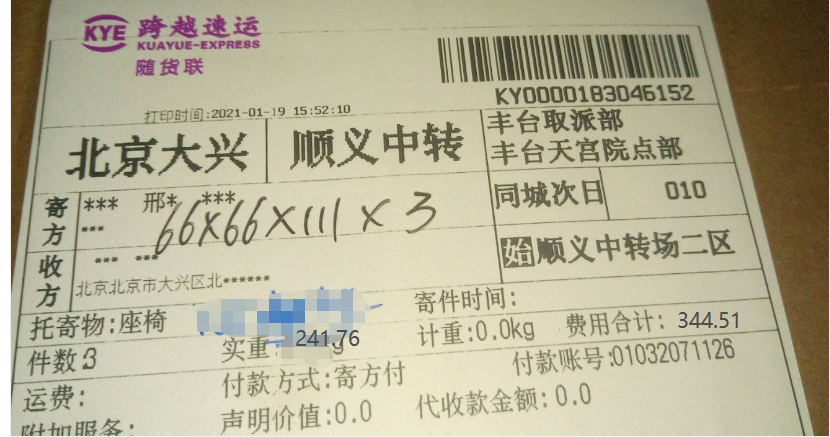 KYE 跨越速运
KUAYUE-EXPRESS
随货联
KY0000183046152
打印时间:2021-01-19 15:52:10
北京大兴
顺义中转
丰台取派部
丰台天宫院点部
寄方
*** 邢* ***
***
66×66×111×3
同城次日
010
收方
*** ***
北京北京市大兴区北******
始 顺义中转场二区
托寄物:座椅
寄件时间:
件数3
实重 241.76
计重:0.0kg
费用合计: 344.51
运费:
付款方式:寄方付
付款账号:01032071126
附加服务:
声明价值:0.0
代收款金额:0.0